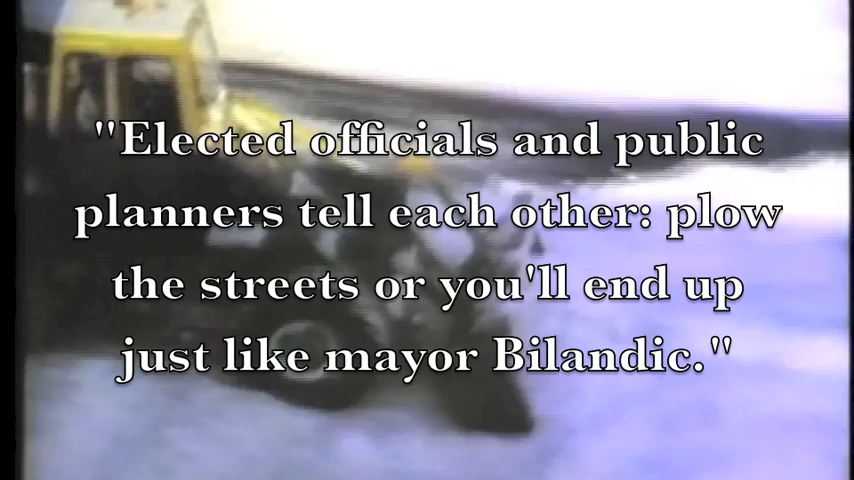 "Elected officials and public
planners tell each other: plow
the streets or you'll end up
just like mayor Bilandic."